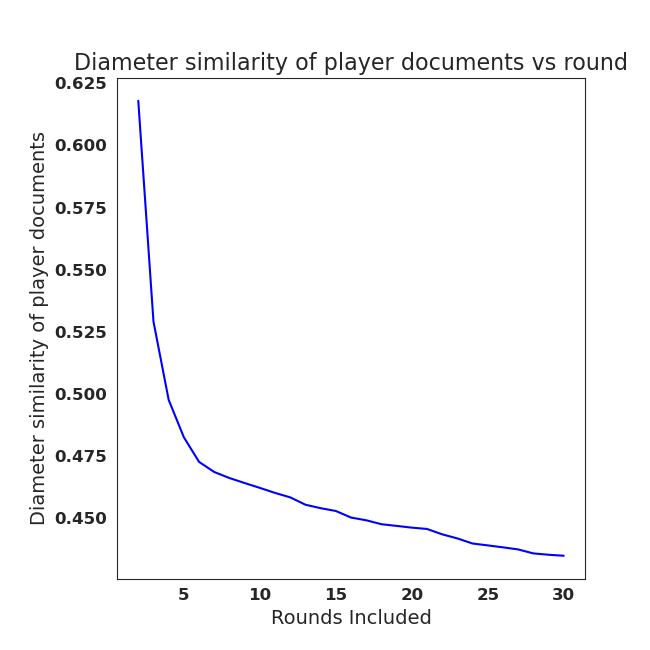 Diameter similarity of player documents vs round
Diameter similarity of player documents
0.625
0.600
0.575
0.550
0.525
0.500
0.475
0.450
5 10 15 20 25 30
Rounds Included